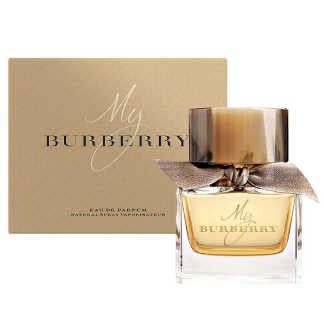 My
BURBERRY
EAU DE PARFUM
NATURAL SPRAY VAPORISATEUR
My
BURBERRY